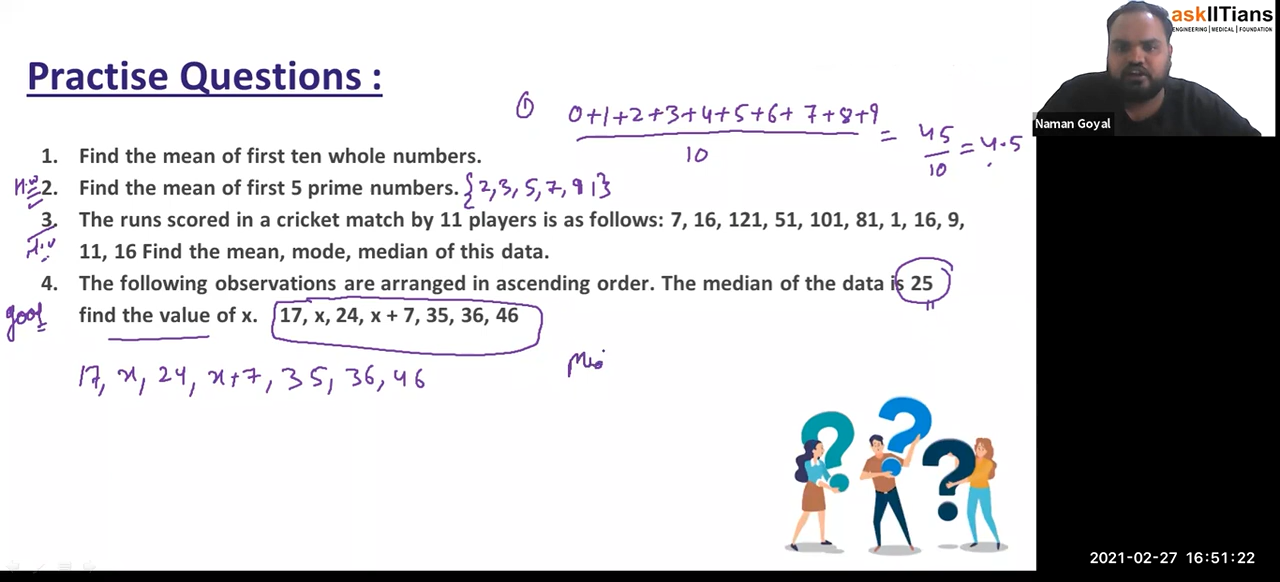 askIITians
ENGINEERING | MEDICAL | FOUNDATION
Practise Questions :
① 0+1+2+3+4+5+6+7+8+9
10
= 45
10
= 4.5
Naman Goyal
1. Find the mean of first ten whole numbers.
H.W 2. Find the mean of first 5 prime numbers. {2,3,5,7,11}
3. The runs scored in a cricket match by 11 players is as follows: 7, 16, 121, 51, 101, 81, 1, 16, 9,
H.W 11, 16 Find the mean, mode, median of this data.
4. The following observations are arranged in ascending order. The median of the data is 25
good find the value of x. 17, x, 24, x + 7, 35, 36, 46
17, x, 24, x+7, 35, 36, 46
2021-02-27 16:51:22